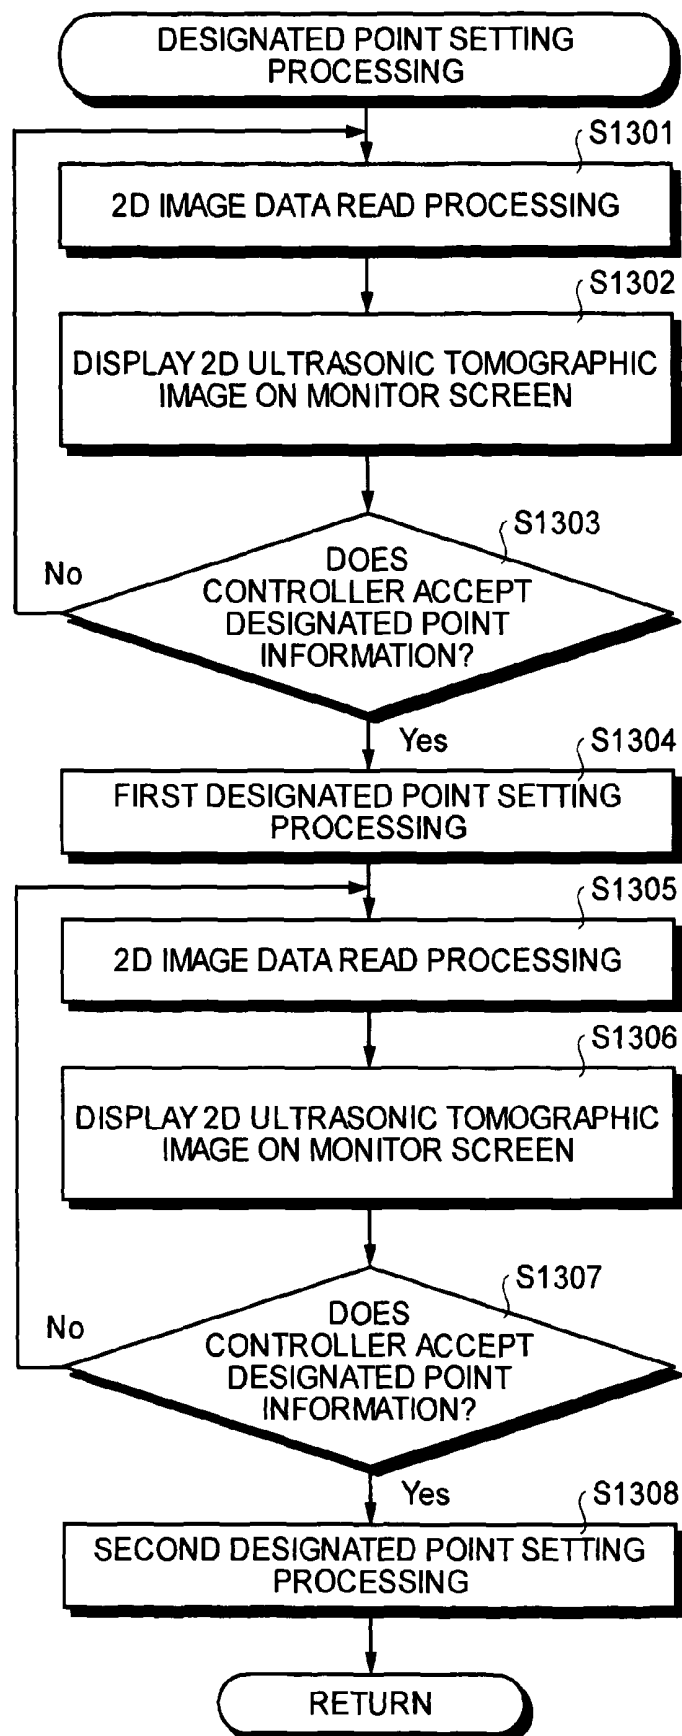 DESIGNATED POINT SETTING
PROCESSING
S1301
2D IMAGE DATA READ PROCESSING
S1302
DISPLAY 2D ULTRASONIC TOMOGRAPHIC
IMAGE ON MONITOR SCREEN
S1303
No
DOES
CONTROLLER ACCEPT
DESIGNATED POINT
INFORMATION?
Yes
S1304
FIRST DESIGNATED POINT SETTING
PROCESSING
S1305
2D IMAGE DATA READ PROCESSING
S1306
DISPLAY 2D ULTRASONIC TOMOGRAPHIC
IMAGE ON MONITOR SCREEN
S1307
No
DOES
CONTROLLER ACCEPT
DESIGNATED POINT
INFORMATION?
Yes
S1308
SECOND DESIGNATED POINT SETTING
PROCESSING
RETURN